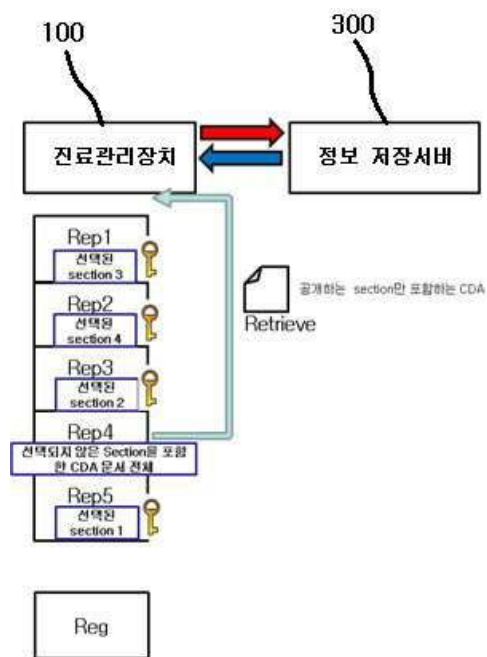 100
300
진료관리장치
정보 저장서버
Rep1
선택된
section 3
Rep2
선택된
section 4
Rep3
선택된
section 2
Rep4
선택되지 않은 Section을 포함
한 CDA 문서 전체
Rep5
선택된
section 1
공개하는 section만 포함하는 CDA
Retrieve
Reg